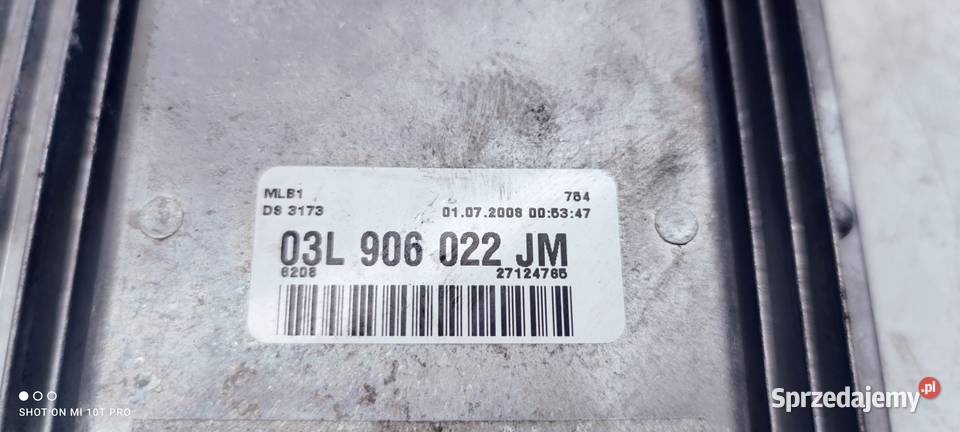 MLB1 754
DS 3173 01.07.2008 00:53:47
03L 906 022 JM
6208 27124765
SHOT ON MI 10T PRO
Sprzedajemy.pl